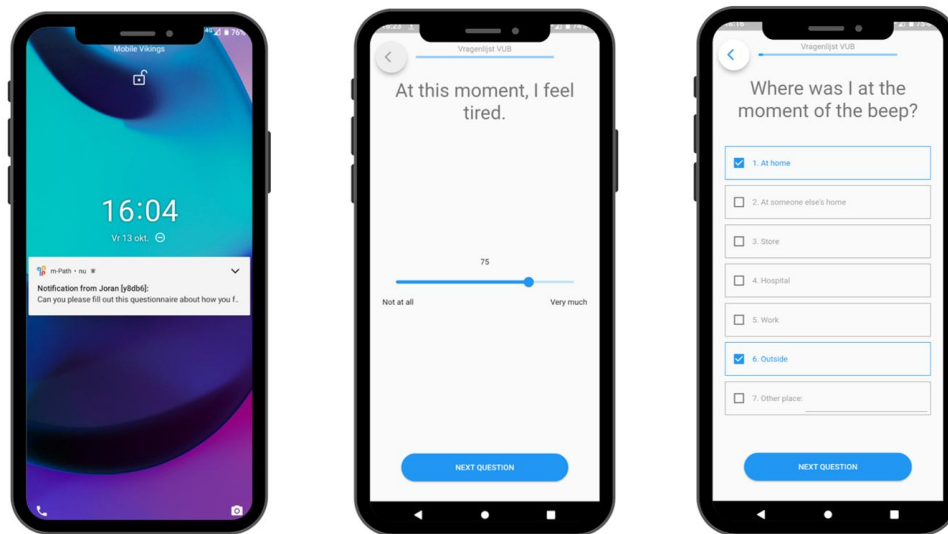 4G 76%
Mobile Vikings
16:04
Vr 13 okt.
m-Path • nu
Notification from Joran [y8db6]:
Can you please fill out this questionnaire about how you f..
Vragenlijst VUB
At this moment, I feel
tired.
75
Not at all
Very much
NEXT QUESTION
Vragenlijst VUB
Where was I at the
moment of the beep?
1. At home
2. At someone else's home
3. Store
4. Hospital
5. Work
6. Outside
7. Other place:
NEXT QUESTION